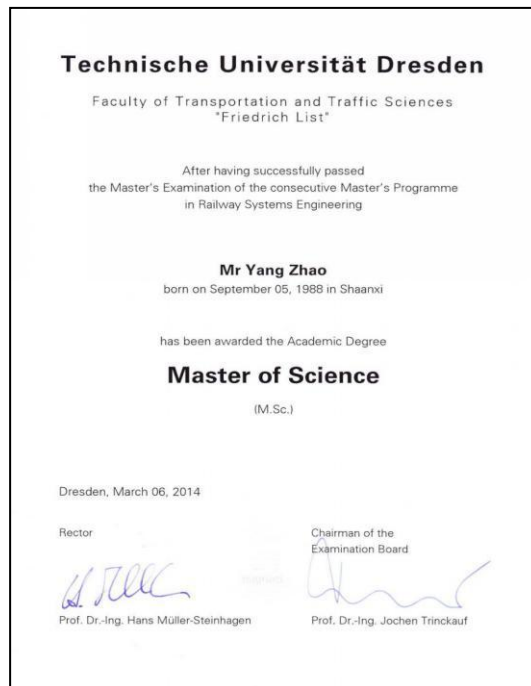 Technische Universität Dresden
Faculty of Transportation and Traffic Sciences
"Friedrich List"
After having successfully passed
the Master's Examination of the consecutive Master's Programme
in Railway Systems Engineering
Mr Yang Zhao
born on September 05, 1988 in Shaanxi
has been awarded the Academic Degree
Master of Science
(M.Sc.)
Dresden, March 06, 2014
Rector
Chairman of the
Examination Board
Prof. Dr.-Ing. Hans Müller-Steinhagen
Prof. Dr.-Ing. Jochen Trinckauf